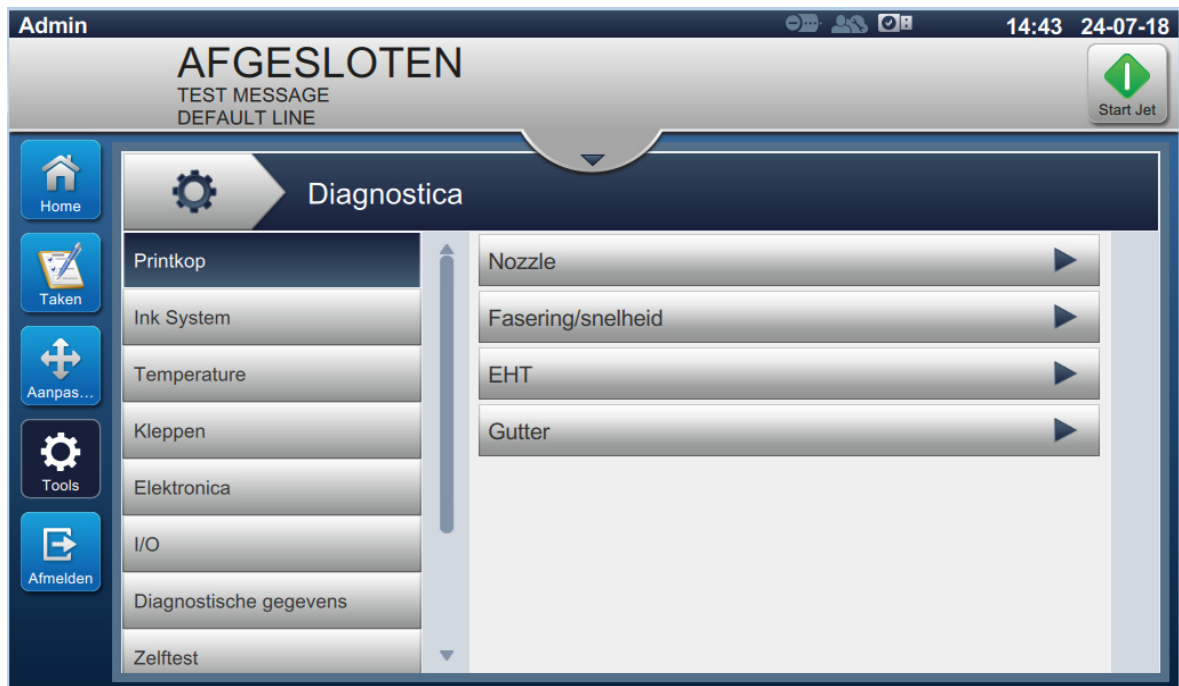 Admin
14:43 24-07-18
AFGESLOTEN
TEST MESSAGE
DEFAULT LINE
Start Jet
Home
Taken
Aanpas...
Tools
Afmelden
Diagnostica
Printkop
Ink System
Temperature
Kleppen
Elektronica
I/O
Diagnostische gegevens
Zelftest
Nozzle
Fasering/snelheid
EHT
Gutter